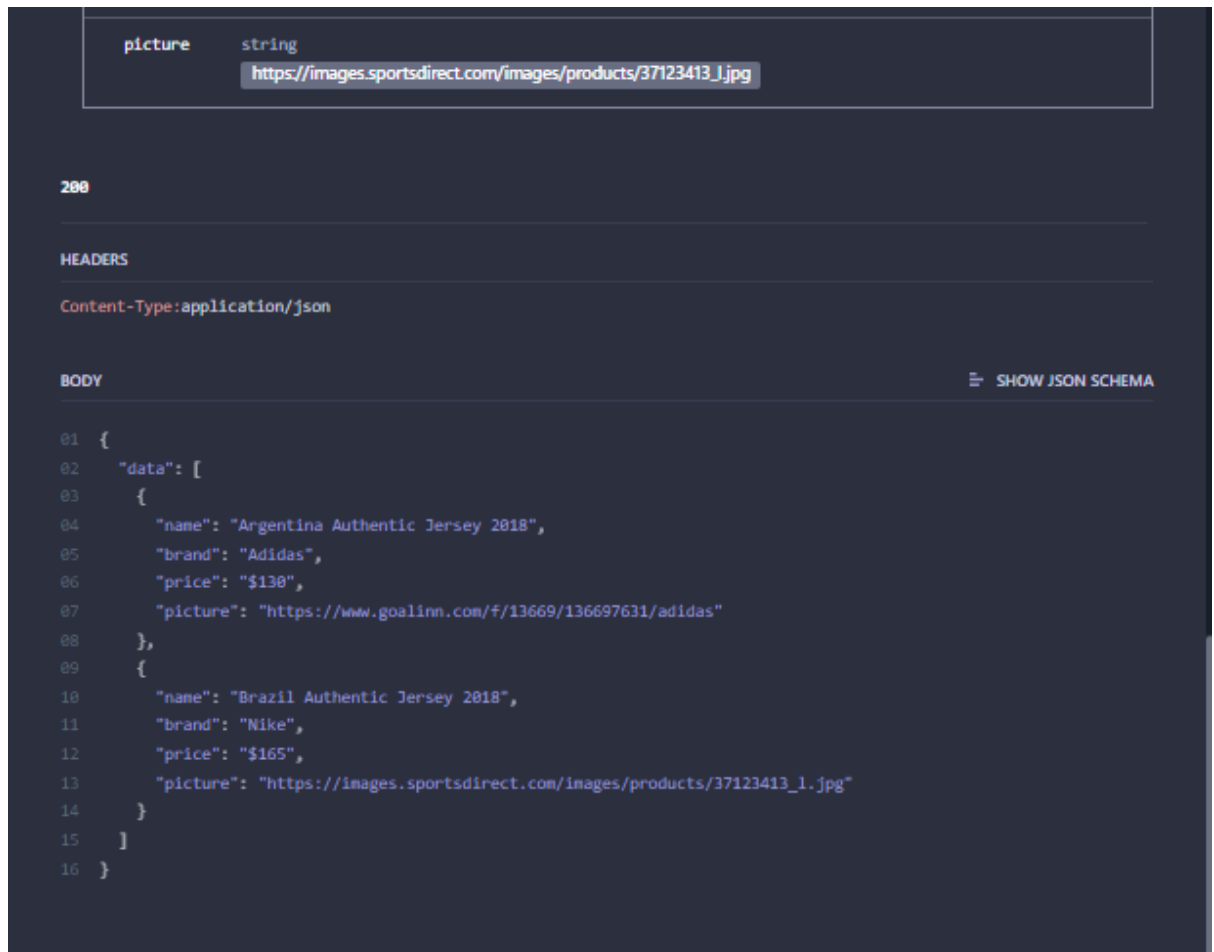 picture string
https://images.sportsdirect.com/images/products/37123413_l.jpg
200
HEADERS
Content-Type:application/json
BODY SHOW JSON SCHEMA
01 {
02 "data": [
03 {
04 "name": "Argentina Authentic Jersey 2018",
05 "brand": "Adidas",
06 "price": "$130",
07 "picture": "https://www.goalinn.com/f/13669/136697631/adidas"
08 },
09 {
10 "name": "Brazil Authentic Jersey 2018",
11 "brand": "Nike",
12 "price": "$165",
13 "picture": "https://images.sportsdirect.com/images/products/37123413_l.jpg"
14 }
15 ]
16 }